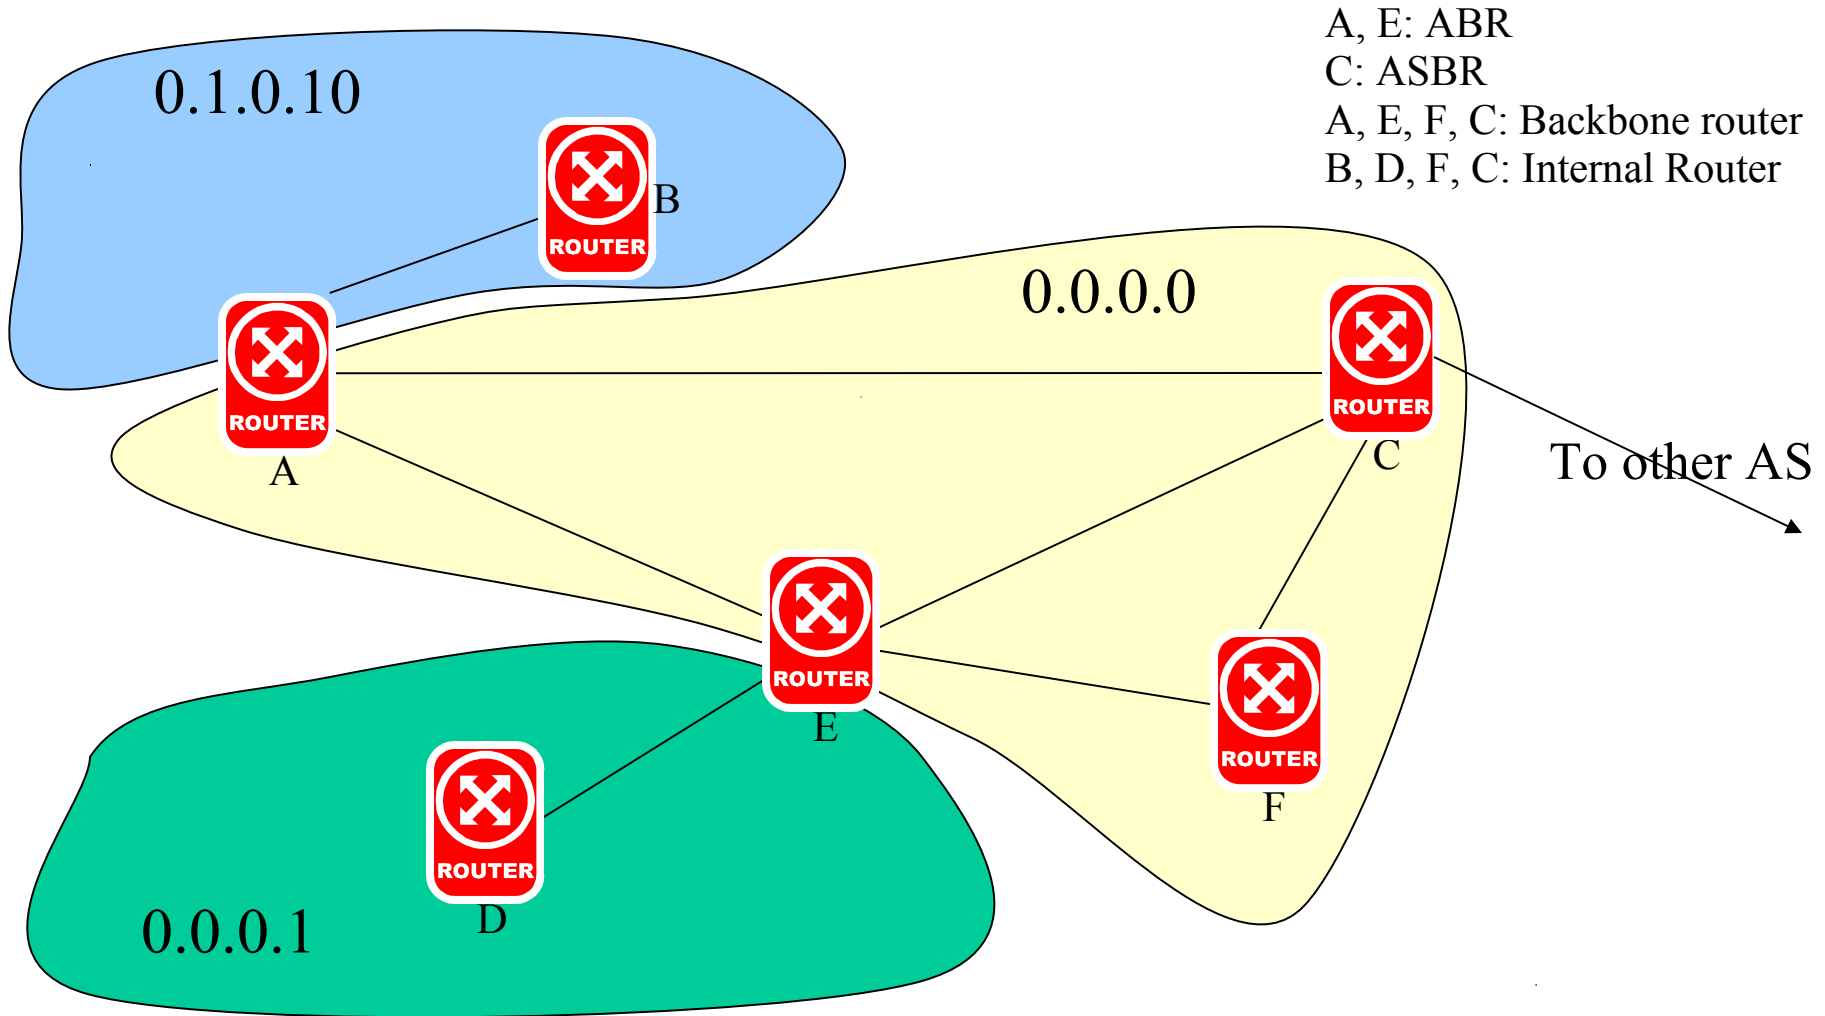 A, E: ABR
C: ASBR
A, E, F, C: Backbone router
B, D, F, C: Internal Router
0.1.0.10
ROUTER
B
0.0.0.0
ROUTER
A
ROUTER
C
To other AS
ROUTER
E
ROUTER
F
ROUTER
D
0.0.0.1